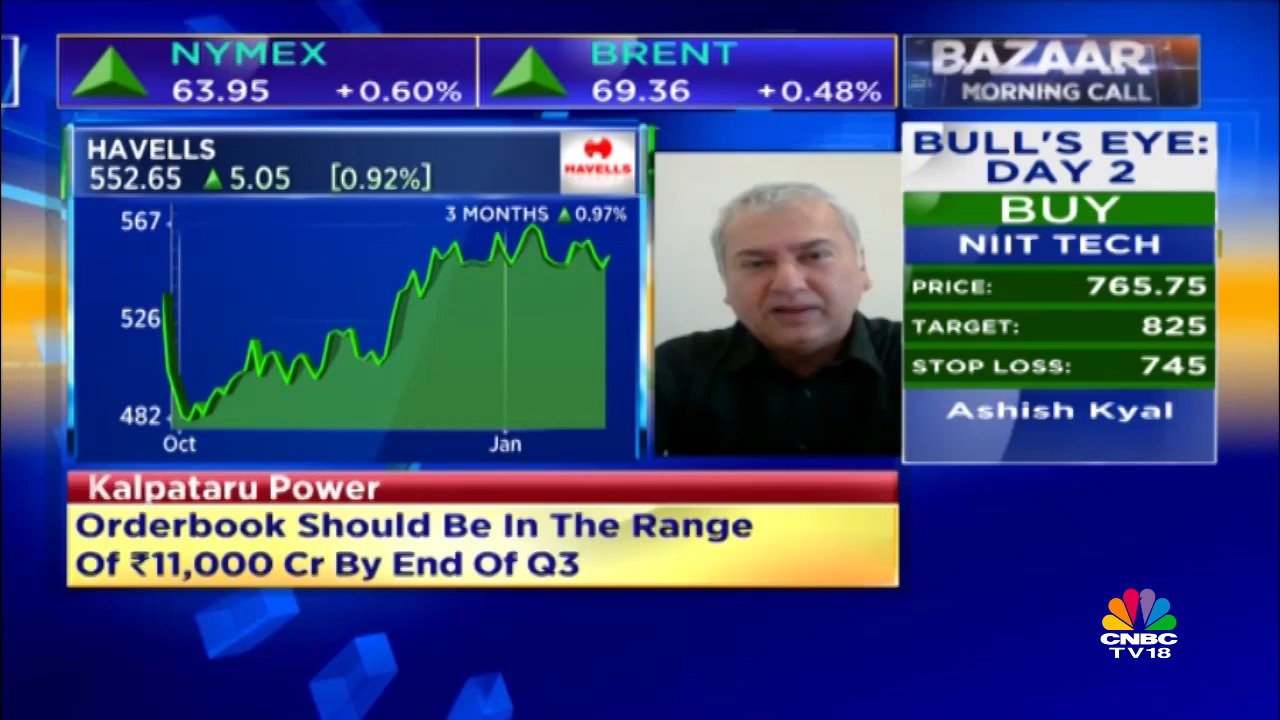 NYMEX
63.95 +0.60%
BRENT
69.36 +0.48%
BAZAAR
MORNING CALL
HAVELLS
552.65 5.05 [0.92%]
HAVELLS
3 MONTHS 0.97%
567
526
482
Oct Jan
BULL'S EYE:
DAY 2
BUY
NIIT TECH
PRICE: 765.75
TARGET: 825
STOP LOSS: 745
Ashish Kyal
Kalpataru Power
Orderbook Should Be In The Range
Of ₹11,000 Cr By End Of Q3
CNBC
TV18